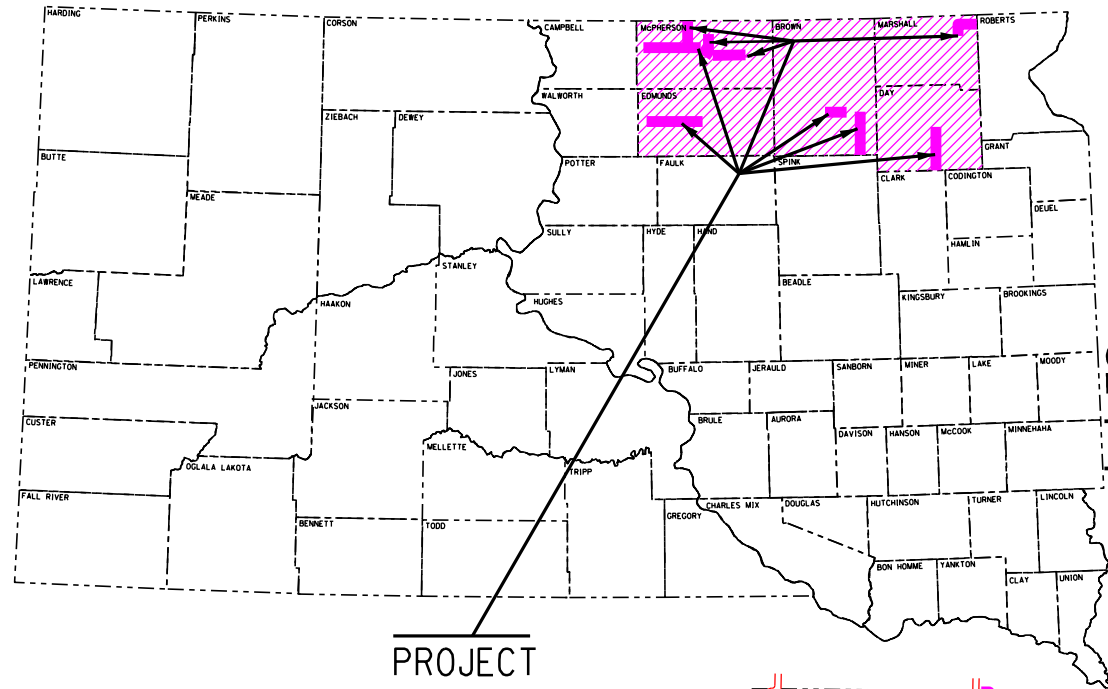 HARDING
PERKINS
CORSON
CAMPBELL
McPHERSON
BROWN
MARSHALL
ROBERTS
WALWORTH
EDMUNDS
DAY
ZIEBACH
DEWEY
GRANT
BUTTE
POTTER
FAULK
SPINK
CLARK
CODINGTON
MEADE
DEUEL
SULLY
HYDE
HAND
HAMLIN
STANLEY
LAWRENCE
BEADLE
KINGSBURY
BROOKINGS
HAAKON
HUGHES
PENNINGTON
JONES
LYMAN
BUFFALO
JERAULD
SANBORN
MINER
LAKE
MOODY
JACKSON
CUSTER
BRULE
AURORA
DAVISON
HANSON
McCOOK
MINNEHAHA
MELLETTE
OGLALA LAKOTA
TRIPP
FALL RIVER
CHARLES MIX
DOUGLAS
HUTCHINSON
TURNER
LINCOLN
GREGORY
BENNETT
TODD
BON HOMME
YANKTON
CLAY
UNION
PROJECT